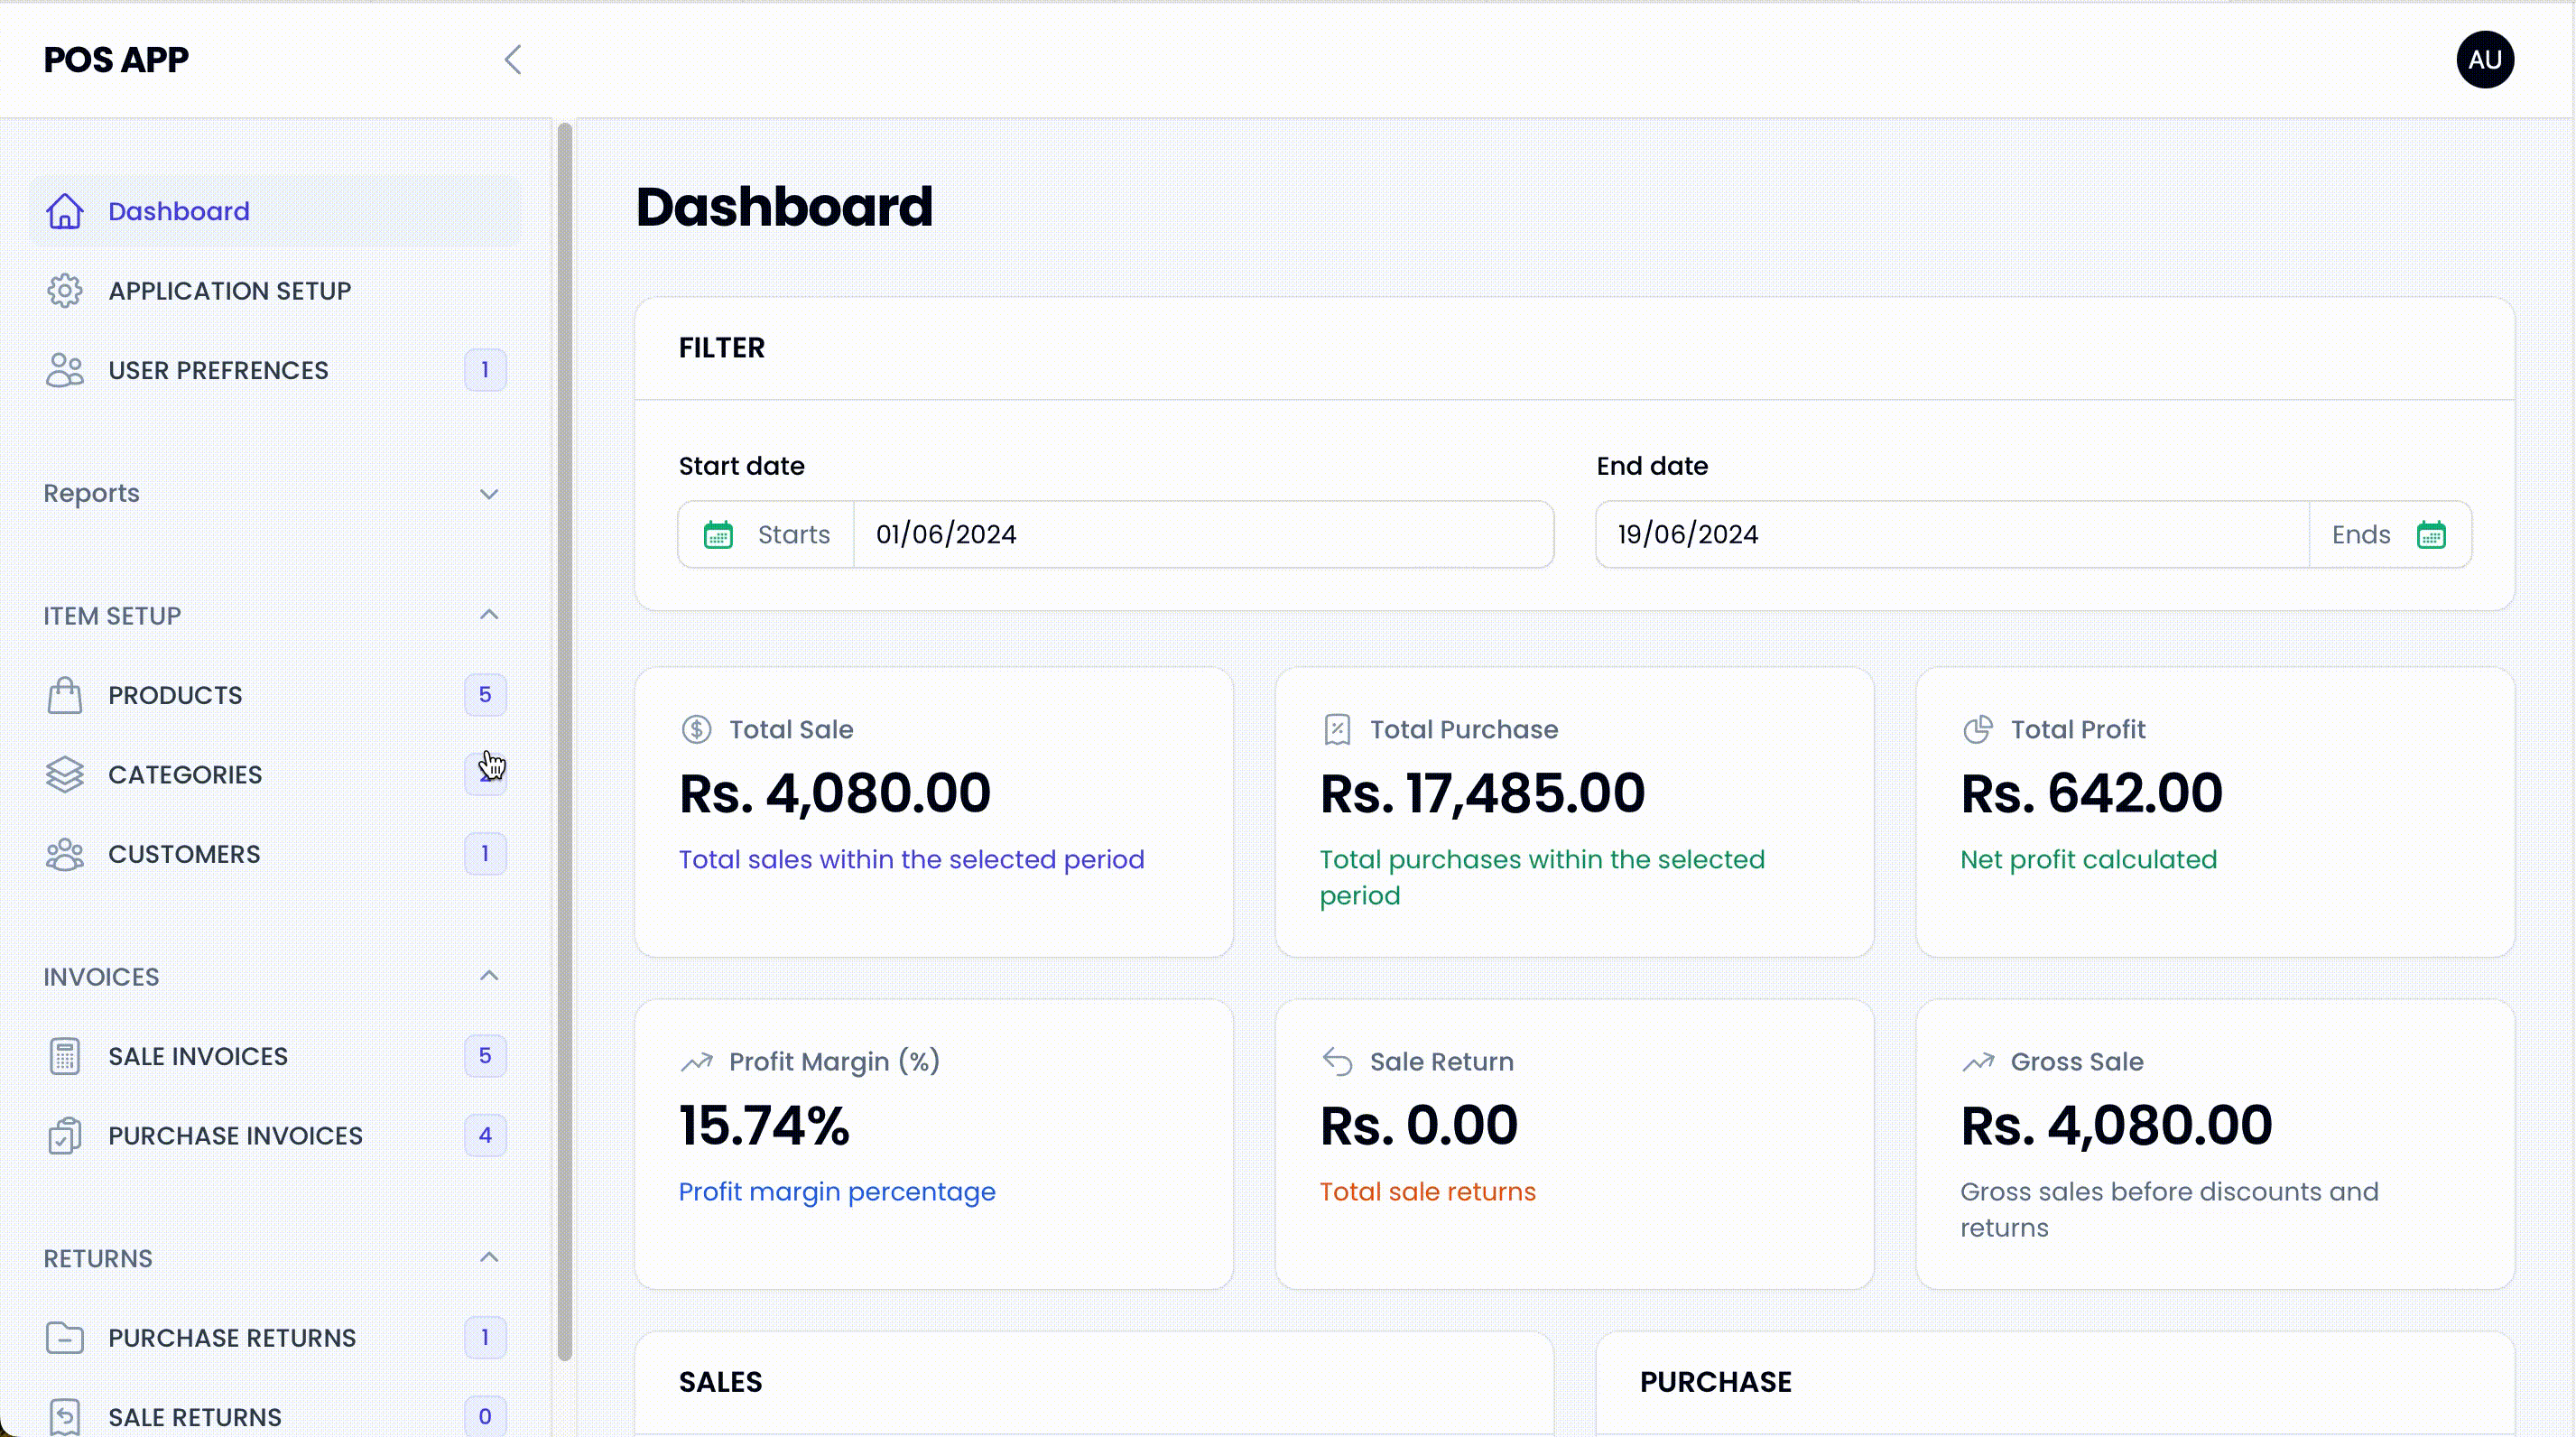 POS APP
AU
Dashboard
APPLICATION SETUP
USER PREFRENCES 1
Reports
ITEM SETUP
PRODUCTS 5
CATEGORIES
CUSTOMERS 1
INVOICES
SALE INVOICES 5
PURCHASE INVOICES 4
RETURNS
PURCHASE RETURNS 1
SALE RETURNS 0
Dashboard
FILTER
Start date
Starts 01/06/2024
End date
19/06/2024 Ends
Total Sale
Rs. 4,080.00
Total sales within the selected period
Total Purchase
Rs. 17,485.00
Total purchases within the selected
period
Total Profit
Rs. 642.00
Net profit calculated
Profit Margin (%)
15.74%
Profit margin percentage
Sale Return
Rs. 0.00
Total sale returns
Gross Sale
Rs. 4,080.00
Gross sales before discounts and
returns
SALES
PURCHASE